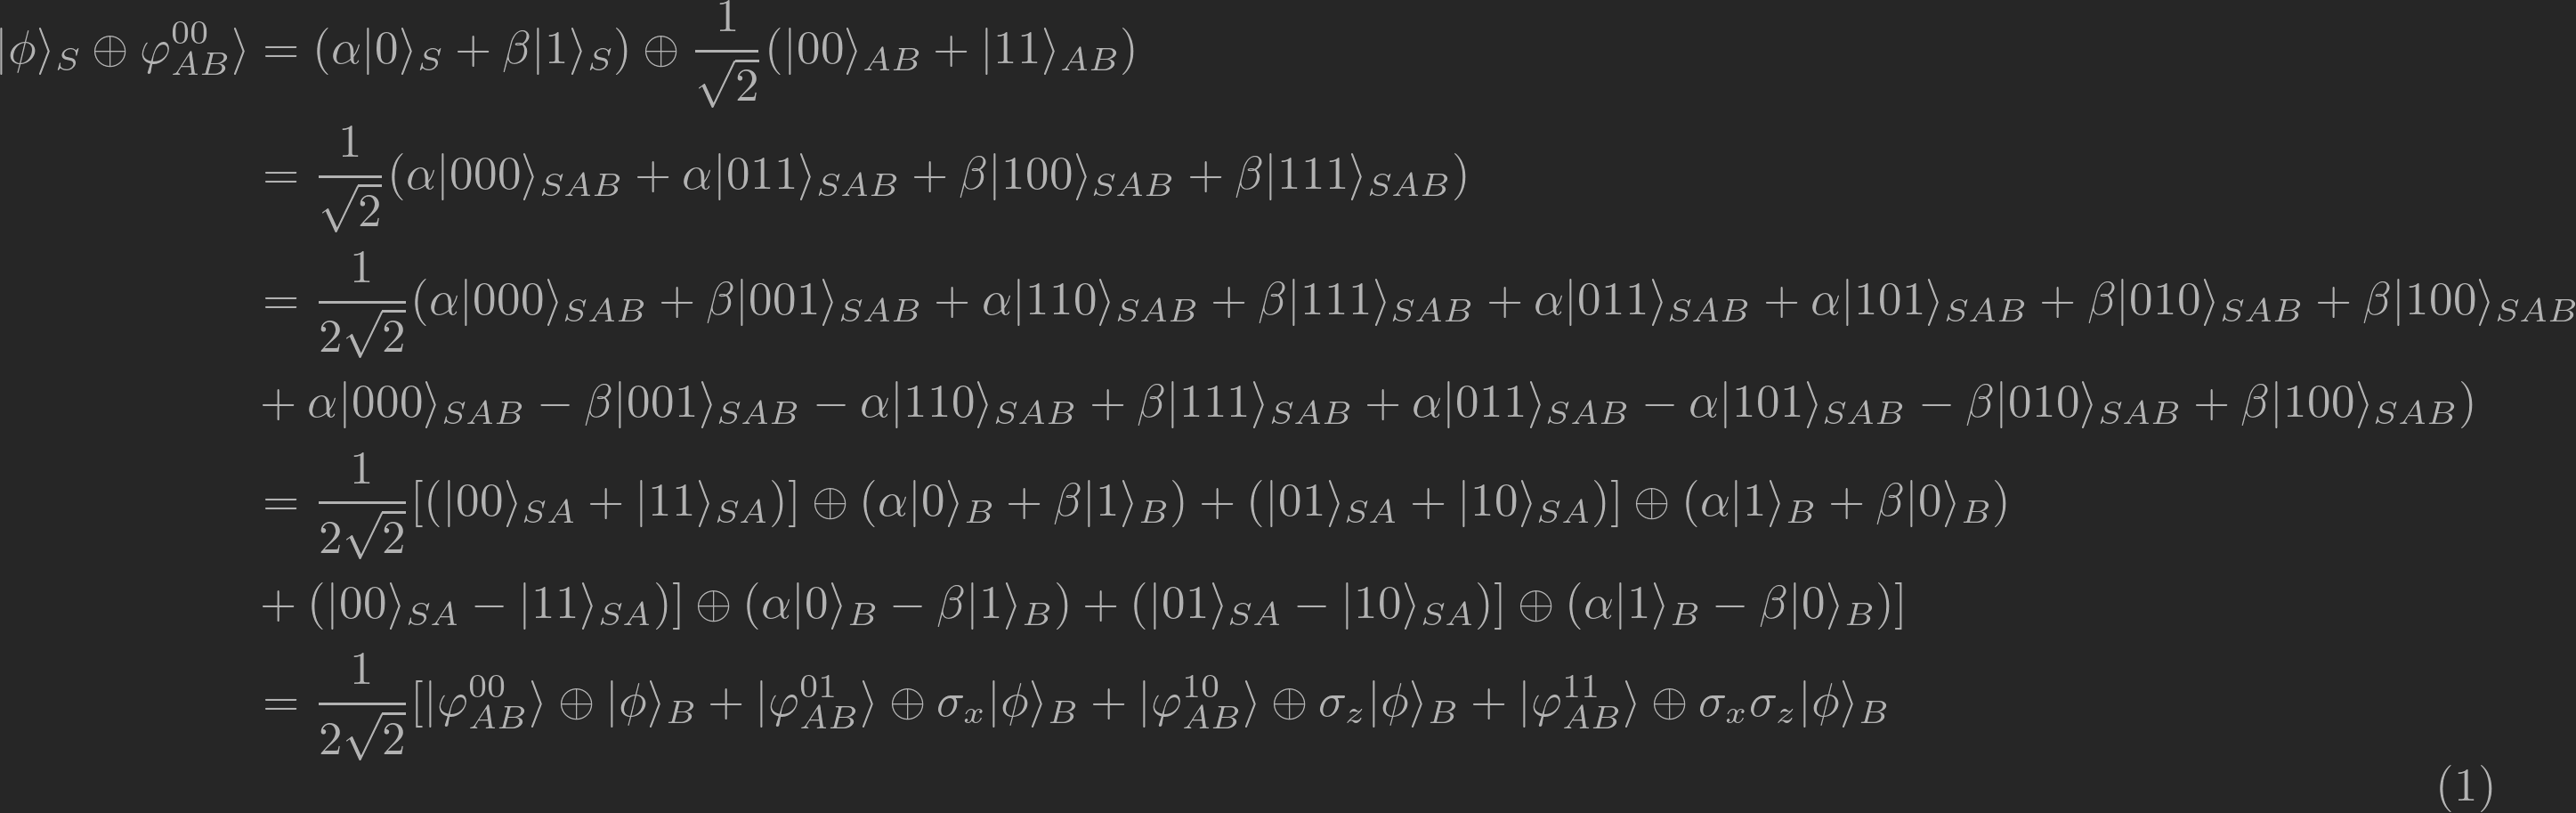 |ϕ⟩_S ⊕ φ^{00}_{AB}⟩ = (α|0⟩_S + β|1⟩_S) ⊕ \frac{1}{\sqrt{2}}(|00⟩_{AB} + |11⟩_{AB})
= \frac{1}{\sqrt{2}}(α|000⟩_{SAB} + α|011⟩_{SAB} + β|100⟩_{SAB} + β|111⟩_{SAB})
= \frac{1}{2\sqrt{2}}(α|000⟩_{SAB} + β|001⟩_{SAB} + α|110⟩_{SAB} + β|111⟩_{SAB} + α|011⟩_{SAB} + α|101⟩_{SAB} + β|010⟩_{SAB} + β|100⟩_{SAB}
+ α|000⟩_{SAB} − β|001⟩_{SAB} − α|110⟩_{SAB} + β|111⟩_{SAB} + α|011⟩_{SAB} − α|101⟩_{SAB} − β|010⟩_{SAB} + β|100⟩_{SAB})
= \frac{1}{2\sqrt{2}}[(|00⟩_{SA} + |11⟩_{SA})] ⊕ (α|0⟩_B + β|1⟩_B) + (|01⟩_{SA} + |10⟩_{SA})] ⊕ (α|1⟩_B + β|0⟩_B)
+ (|00⟩_{SA} − |11⟩_{SA})] ⊕ (α|0⟩_B − β|1⟩_B) + (|01⟩_{SA} − |10⟩_{SA})] ⊕ (α|1⟩_B − β|0⟩_B)]
= \frac{1}{2\sqrt{2}}[|φ^{00}_{AB}⟩ ⊕ |ϕ⟩_B + |φ^{01}_{AB}⟩ ⊕ σ_x|ϕ⟩_B + |φ^{10}_{AB}⟩ ⊕ σ_z|ϕ⟩_B + |φ^{11}_{AB}⟩ ⊕ σ_xσ_z|ϕ⟩_B
(1)